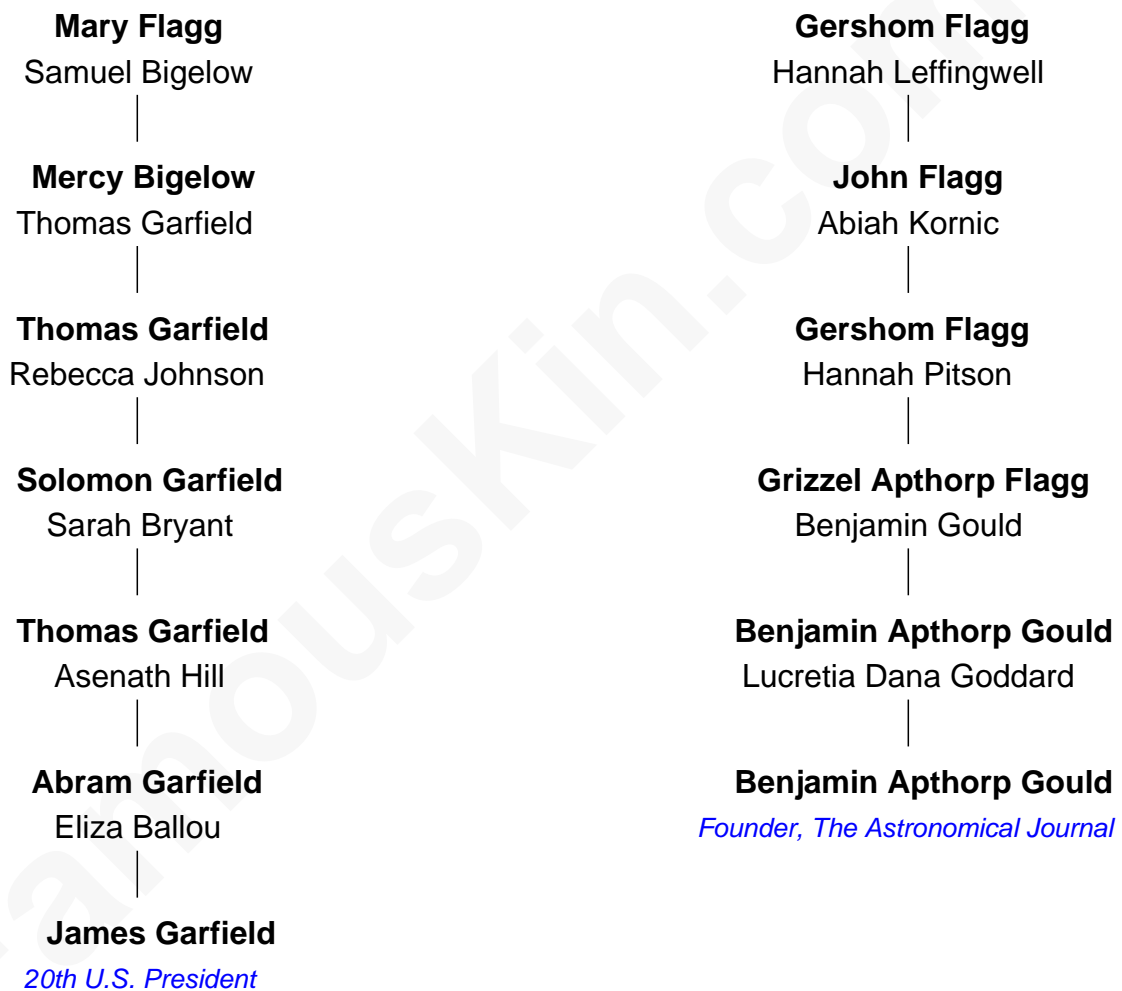 Mary Flagg
Samuel Bigelow
Mercy Bigelow
Thomas Garfield
Thomas Garfield
Rebecca Johnson
Solomon Garfield
Sarah Bryant
Thomas Garfield
Asenath Hill
Abram Garfield
Eliza Ballou
James Garfield
20th U.S. President
Gershom Flagg
Hannah Leffingwell
John Flagg
Abiah Kornic
Gershom Flagg
Hannah Pitson
Grizzel Apthorp Flagg
Benjamin Gould
Benjamin Apthorp Gould
Lucretia Dana Goddard
Benjamin Apthorp Gould
Founder, The Astronomical Journal
FamousKin.com